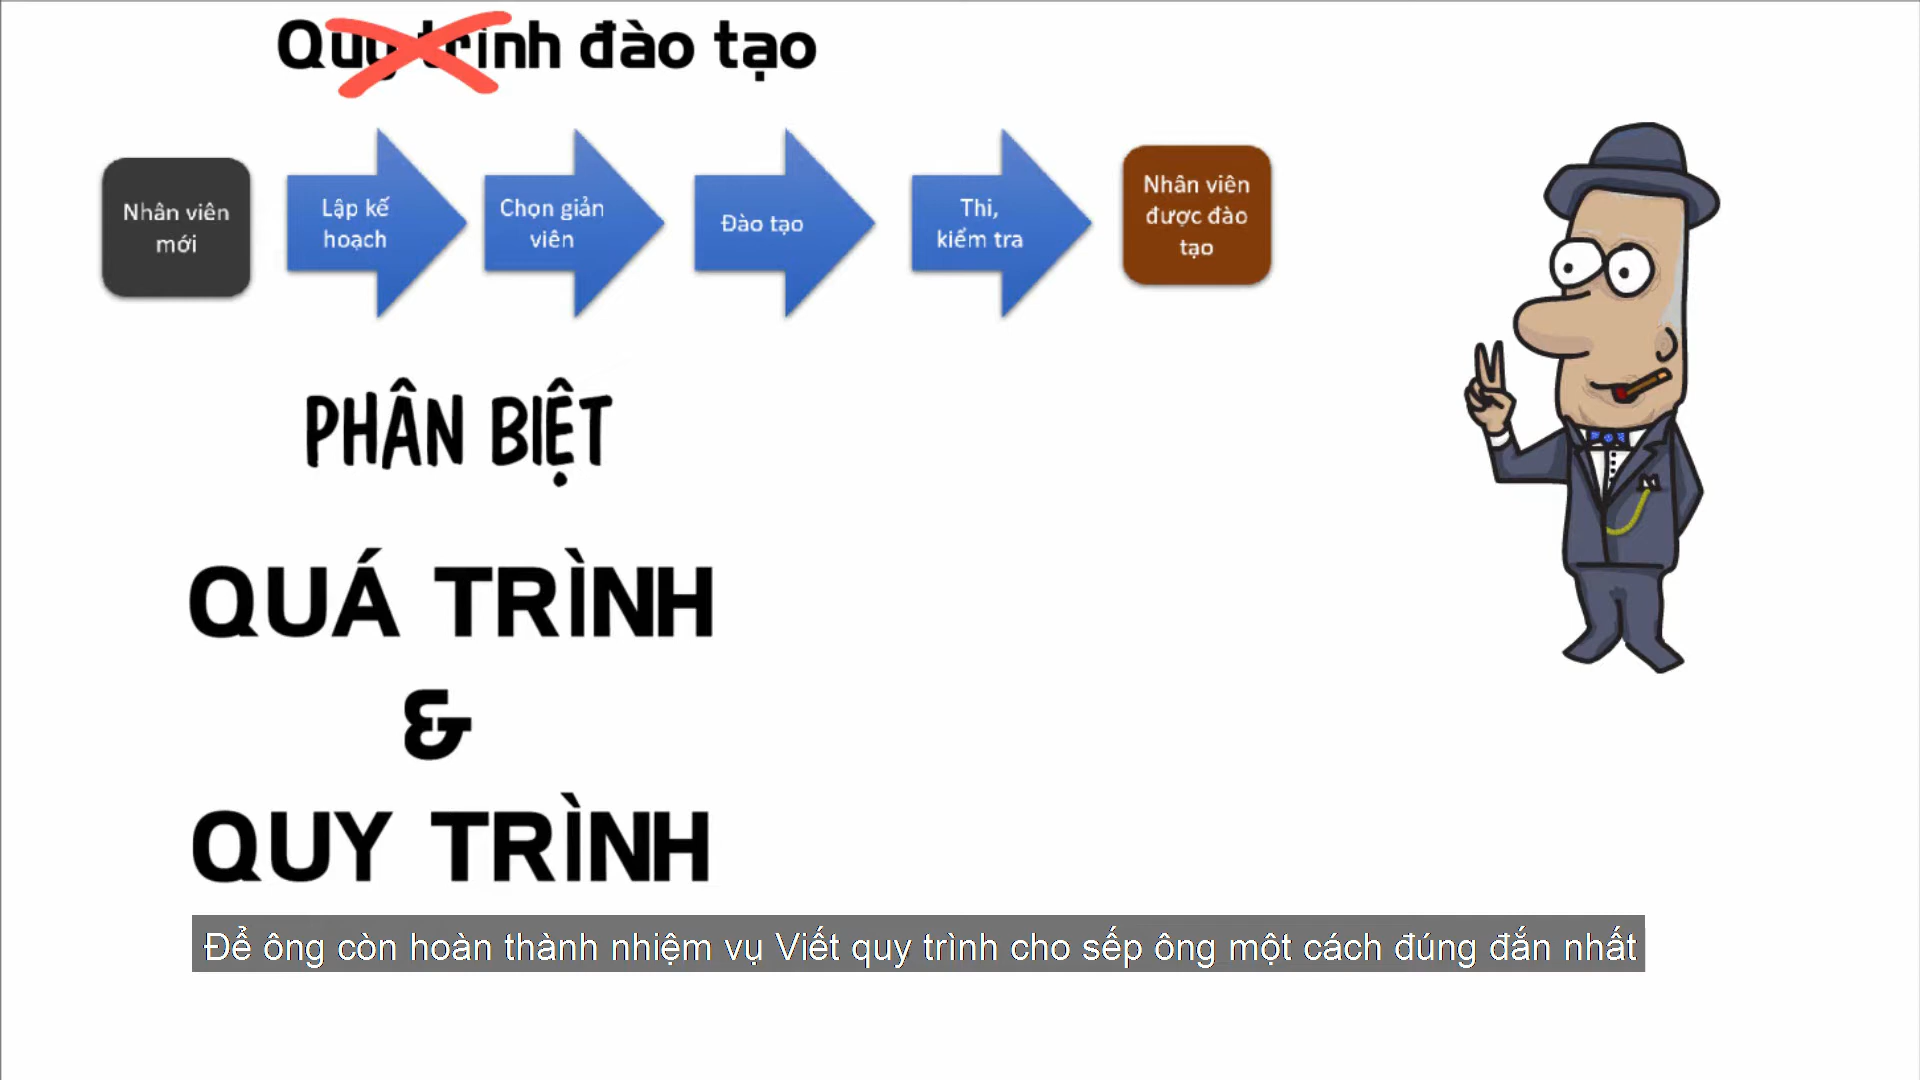 Quy trình đào tạo
Nhân viên
mới
Lập kế
hoạch
Chọn giản
viên
Đào tạo
Thi,
kiểm tra
Nhân viên
được đào
tạo
PHÂN BIỆT
QUÁ TRÌNH
&
QUY TRÌNH
Để ông còn hoàn thành nhiệm vụ Viết quy trình cho sếp ông một cách đúng đắn nhất